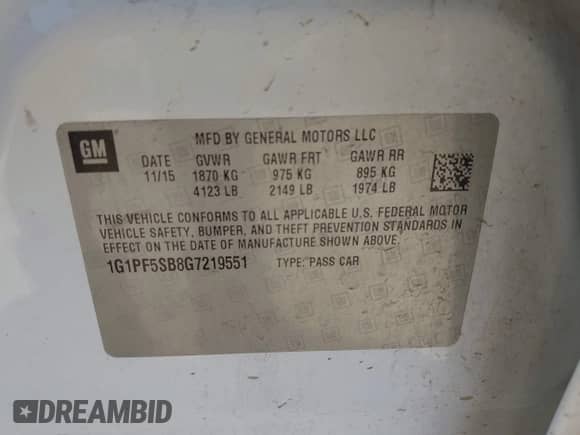 GM
MFD BY GENERAL MOTORS LLC
DATE GVWR GAWR FRT GAWR RR
11/15 1870 KG 975 KG 895 KG
4123 LB 2149 LB 1974 LB
THIS VEHICLE CONFORMS TO ALL APPLICABLE U.S. FEDERAL MOTOR
VEHICLE SAFETY, BUMPER, AND THEFT PREVENTION STANDARDS IN
EFFECT ON THE DATE OF MANUFACTURE SHOWN ABOVE.
1G1PF5SB8G7219551 TYPE: PASS CAR
DREAMBID